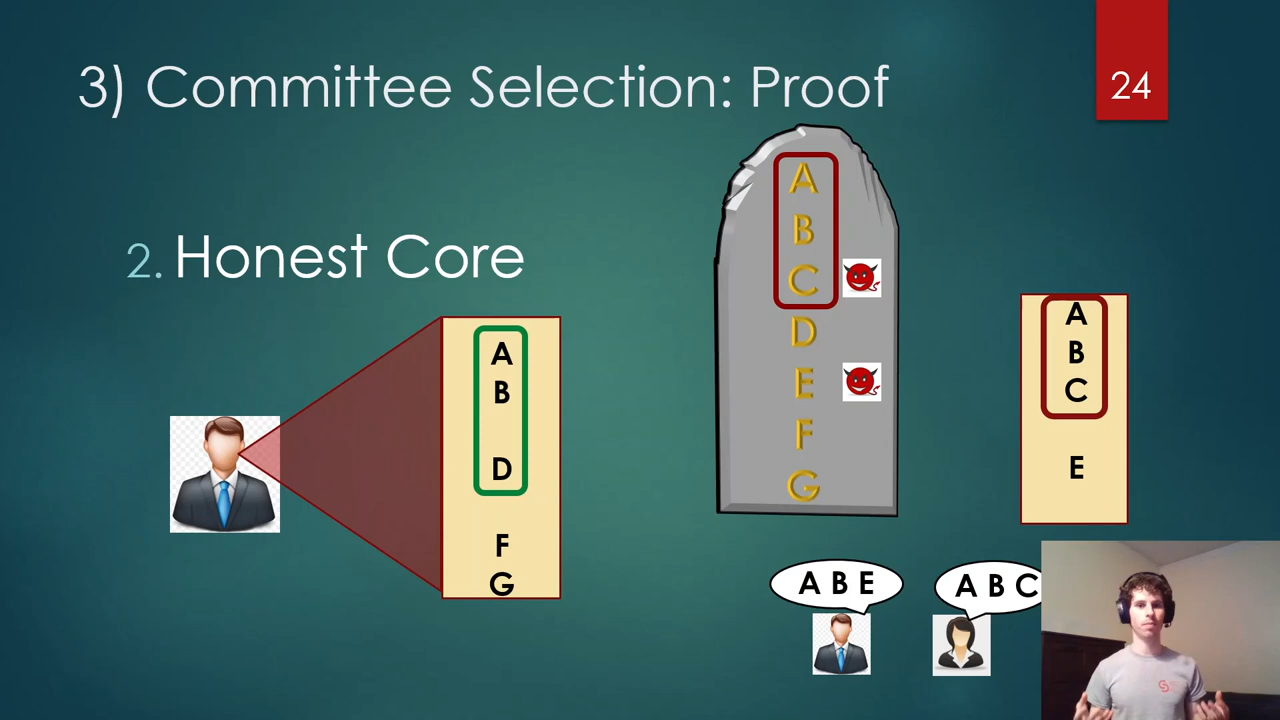 3) Committee Selection: Proof
24
2. Honest Core
A
B
D
F
G
A
B
C
D
E
F
G
A
B
C
E
A B E
A B C